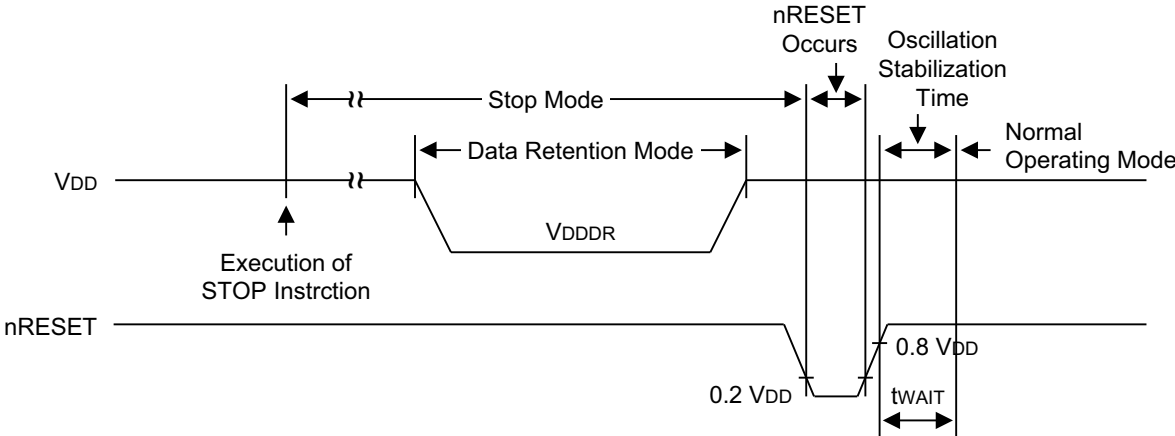 nRESET
Occurs
Oscillation
Stabilization
Time
Stop Mode
Normal
Operating Mode
Data Retention Mode
VDD
VDDDR
Execution of
STOP Instrction
nRESET
0.8 VDD
0.2 VDD
tWAIT